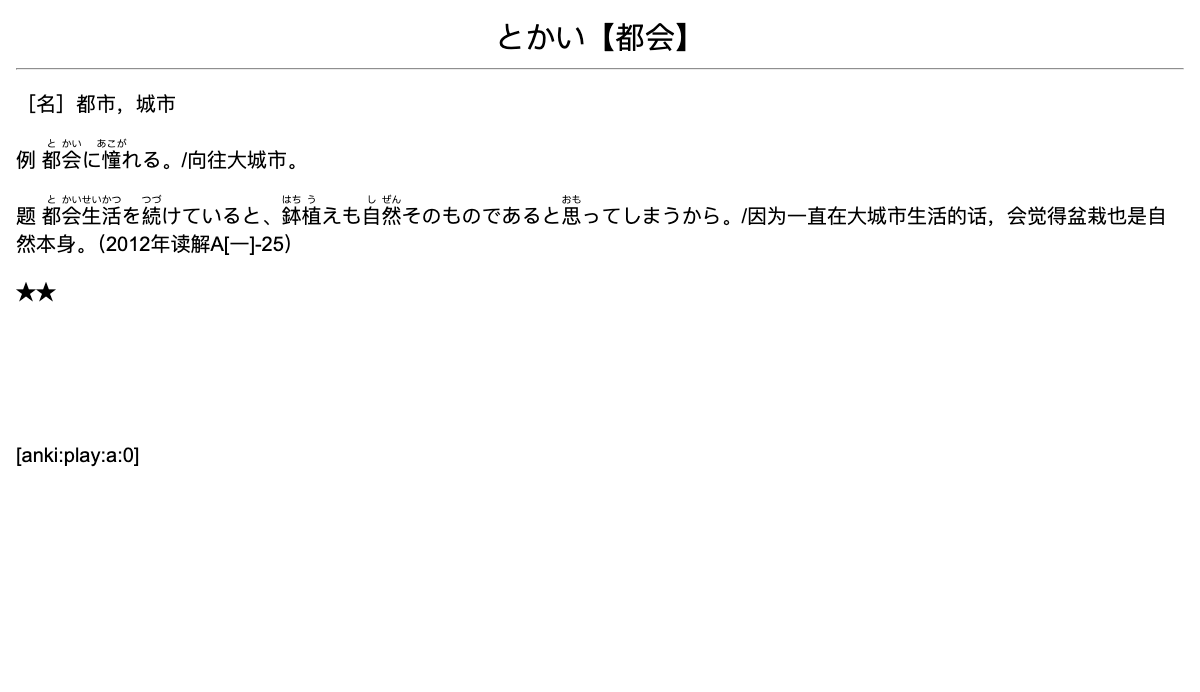 とかい【都会】
［名］都市，城市
と かい あこが
例 都会に憧れる。/向往大城市。
と かいせいかつ つづ はち う し ぜん おも
题 都会生活を続けていると、鉢植えも自然そのものであると思ってしまうから。/因为一直在大城市生活的话，会觉得盆栽也是自
然本身。（2012年读解A[一]-25）
★★
[anki:play:a:0]